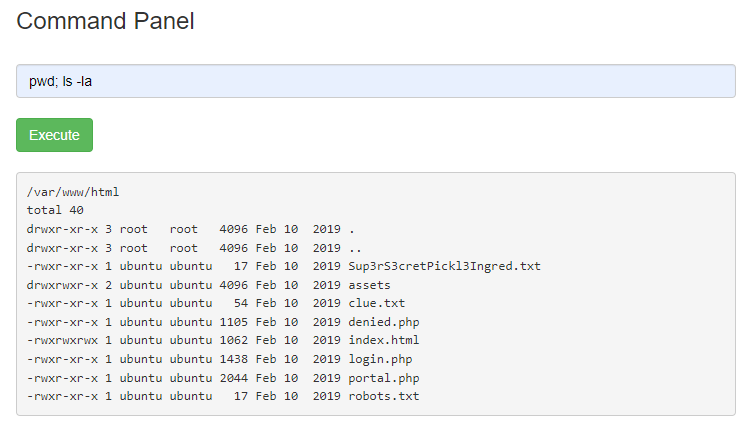 Command Panel
pwd; ls -la
Execute
/var/www/html
total 40
drwxr-xr-x 3 root   root   4096 Feb 10  2019 .
drwxr-xr-x 3 root   root   4096 Feb 10  2019 ..
-rwxr-xr-x 1 ubuntu ubuntu   17 Feb 10  2019 Sup3rS3cretPickl3Ingred.txt
drwxrwxr-x 2 ubuntu ubuntu 4096 Feb 10  2019 assets
-rwxr-xr-x 1 ubuntu ubuntu   54 Feb 10  2019 clue.txt
-rwxr-xr-x 1 ubuntu ubuntu 1105 Feb 10  2019 denied.php
-rwxrwxrwx 1 ubuntu ubuntu 1062 Feb 10  2019 index.html
-rwxr-xr-x 1 ubuntu ubuntu 1438 Feb 10  2019 login.php
-rwxr-xr-x 1 ubuntu ubuntu 2044 Feb 10  2019 portal.php
-rwxr-xr-x 1 ubuntu ubuntu   17 Feb 10  2019 robots.txt